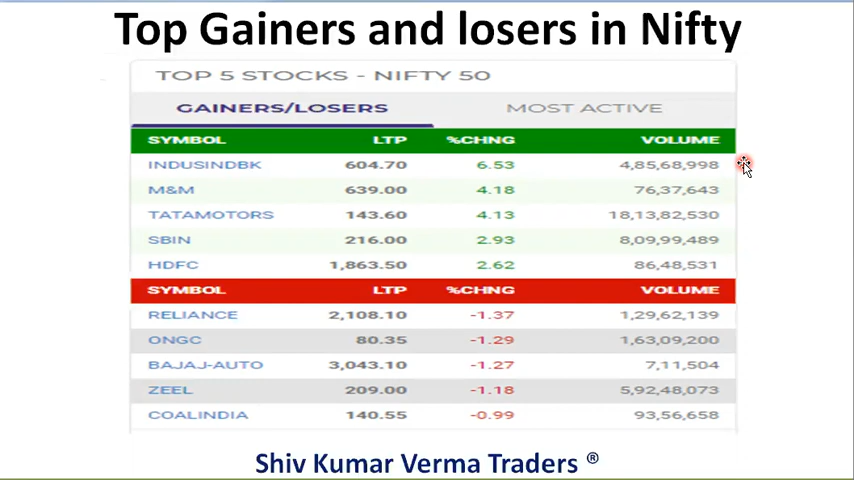 Top Gainers and losers in Nifty
TOP 5 STOCKS - NIFTY 50
GAINERS/LOSERS MOST ACTIVE
SYMBOL LTP %CHNG VOLUME
INDUSINDBK 604.70 6.53 4,85,68,998
M&M 639.00 4.18 76,37,643
TATAMOTORS 143.60 4.13 18,13,82,530
SBIN 216.00 2.93 8,09,99,489
HDFC 1,863.50 2.62 86,48,531
SYMBOL LTP %CHNG VOLUME
RELIANCE 2,108.10 -1.37 1,29,62,139
ONGC 80.35 -1.29 1,63,09,200
BAJAJ-AUTO 3,043.10 -1.27 7,11,504
ZEEL 209.00 -1.18 5,92,48,073
COALINDIA 140.55 -0.99 93,56,658
Shiv Kumar Verma Traders ®